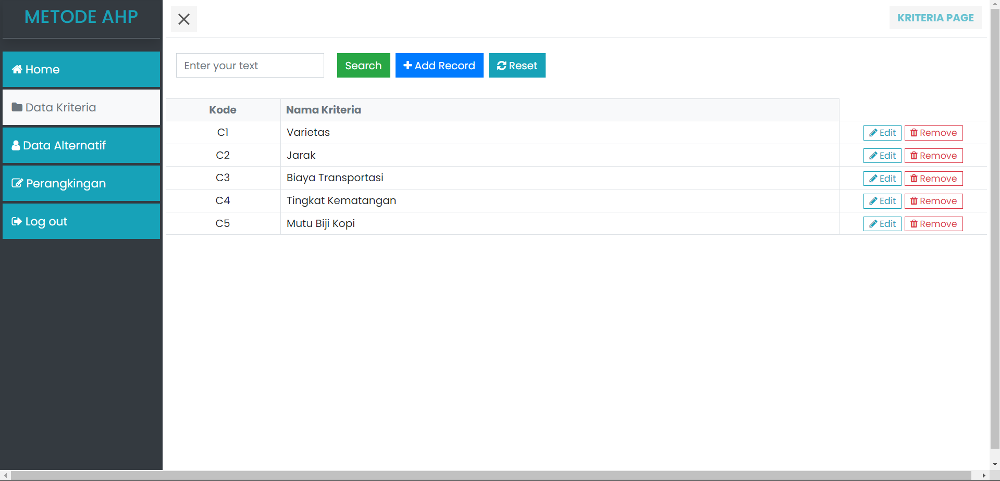 METODE AHP
KRITERIA PAGE
Home
Data Kriteria
Data Alternatif
Perangkingan
Log out
Enter your text Search Add Record Reset
Kode Nama Kriteria
C1 Varietas Edit Remove
C2 Jarak Edit Remove
C3 Biaya Transportasi Edit Remove
C4 Tingkat Kematangan Edit Remove
C5 Mutu Biji Kopi Edit Remove